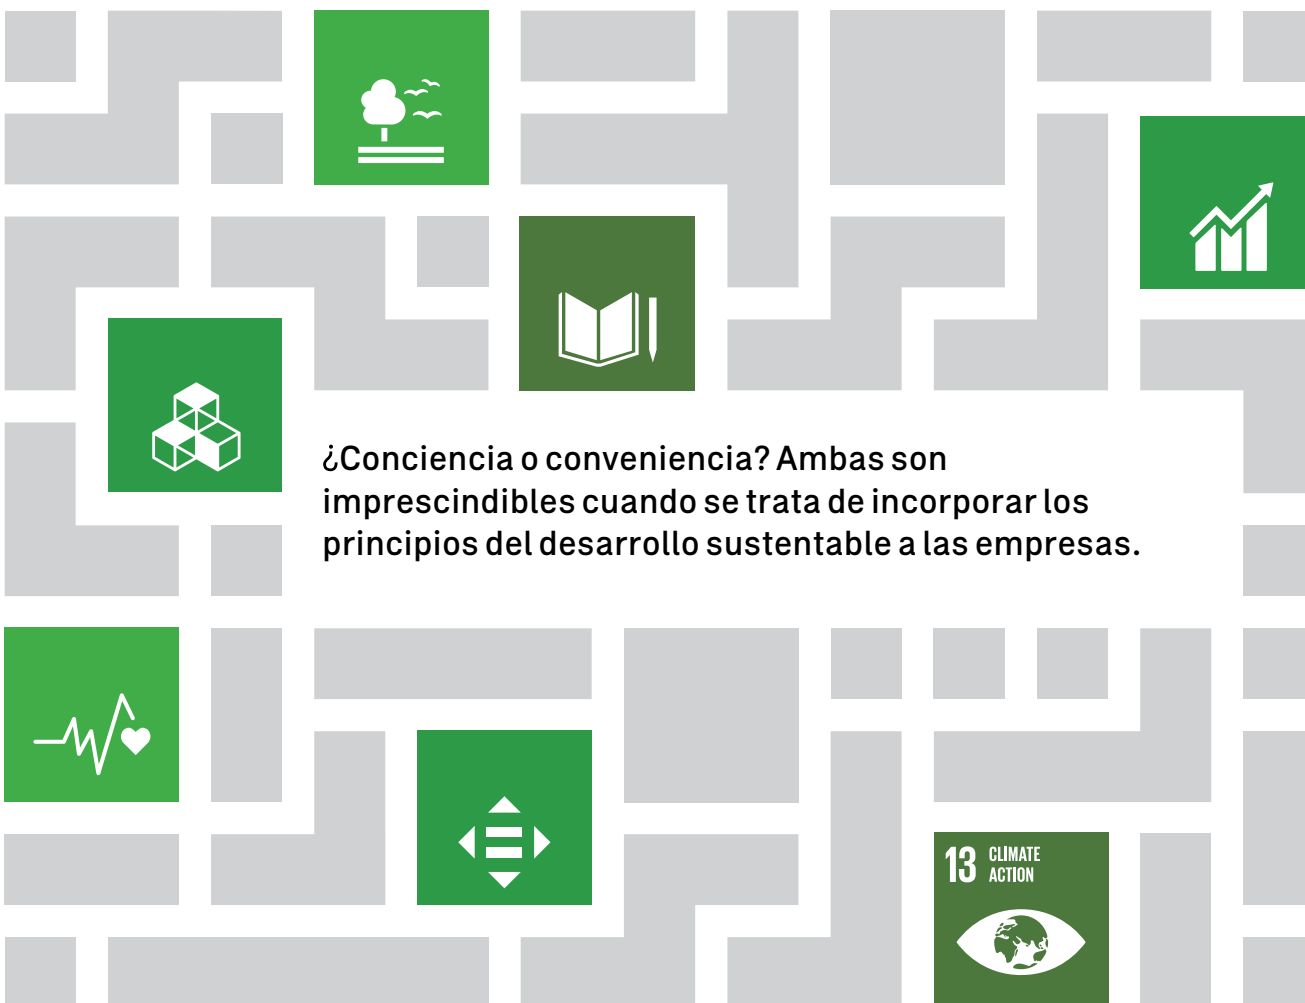 ¿Conciencia o conveniencia? Ambas son
imprescindibles cuando se trata de incorporar los
principios del desarrollo sustentable a las empresas.
13 CLIMATE
ACTION